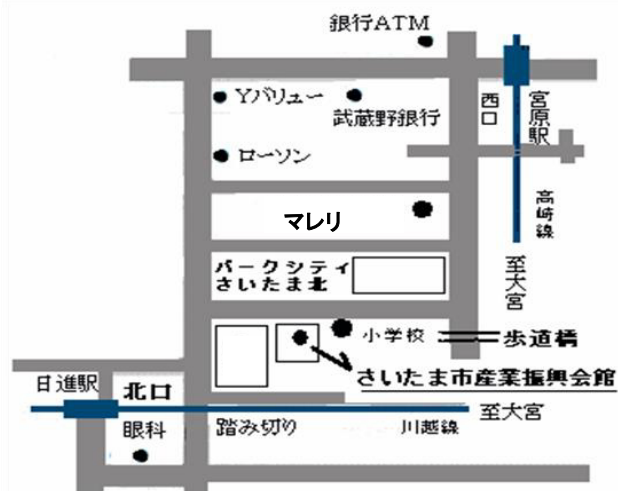 銀行ATM
Yバリュー
武蔵野銀行
西口
宮原駅
ローソン
高崎線
マレリ
パークシティ
さいたま北
至大宮
小学校
歩道橋
さいたま市産業振興会館
日進駅
北口
至大宮
眼科
踏み切り
川越線